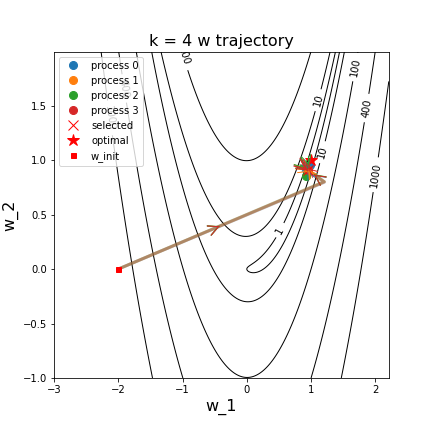 k = 4 w trajectory
process 0
process 1
process 2
process 3
selected
optimal
w_init
100
10
400
10
1000
1
w_2
1.5
1.0
0.5
0.0
−0.5
−1.0
−3
−2
−1
0
1
2
w_1